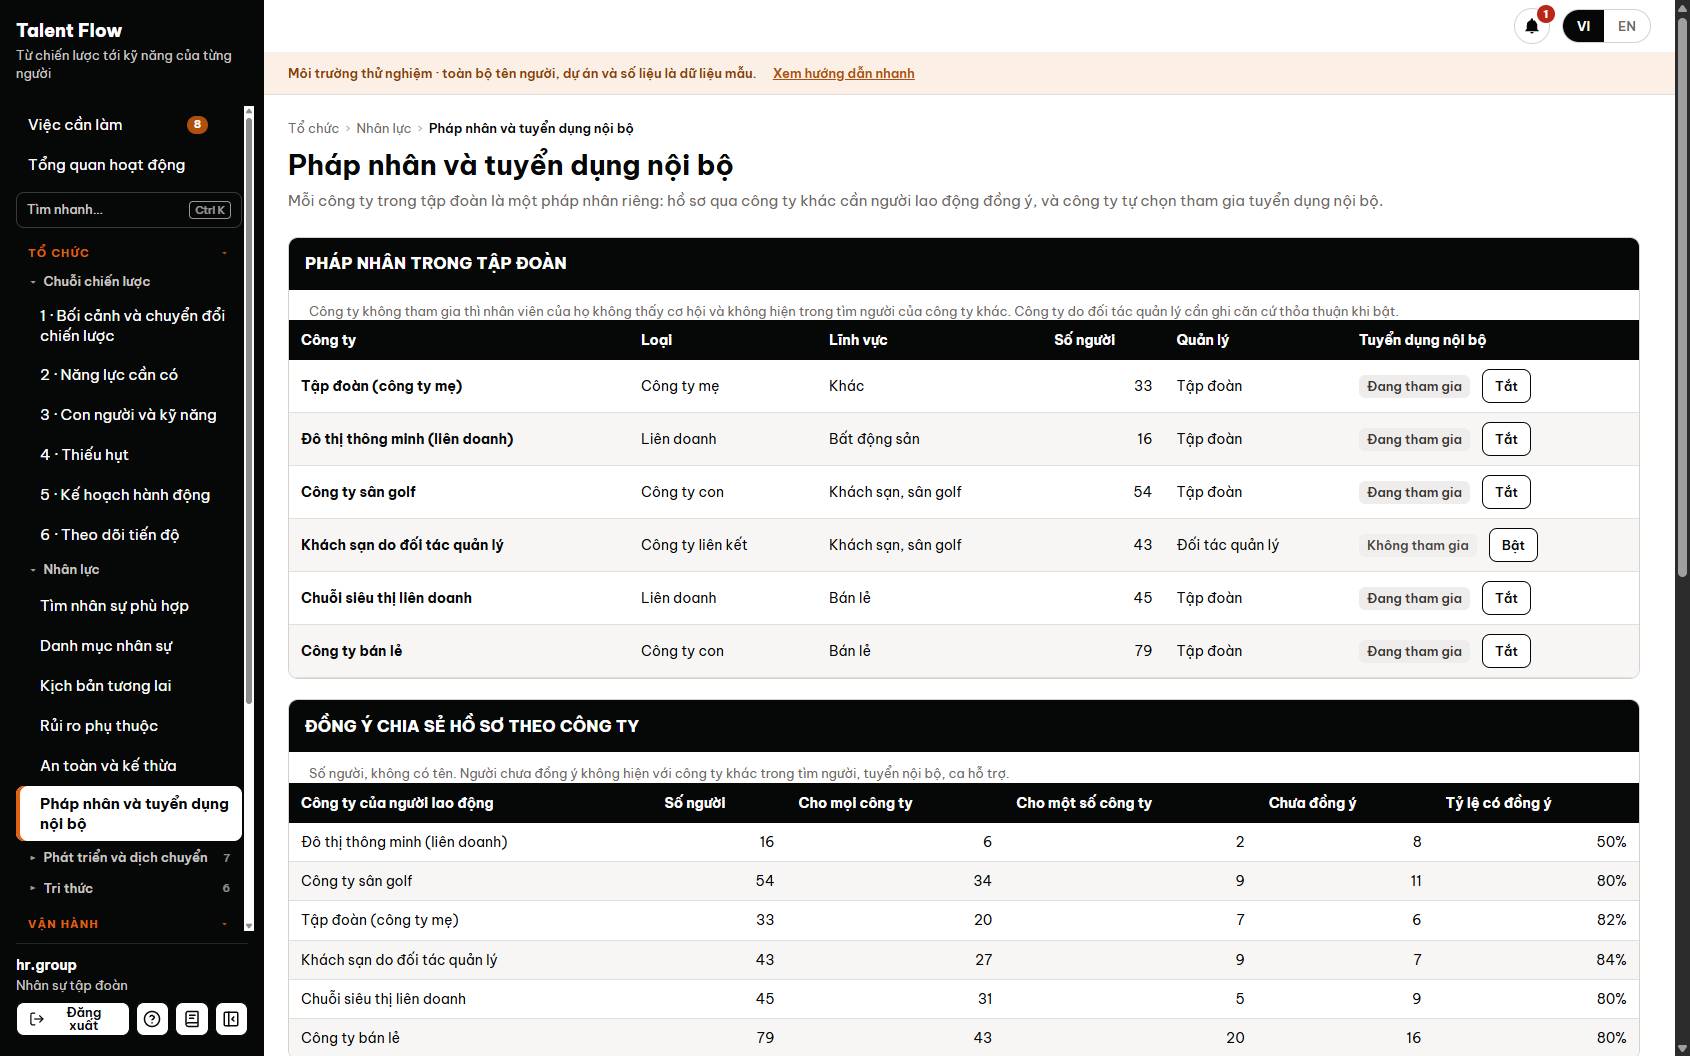 Talent Flow
Từ chiến lược tới kỹ năng của từng
người
Việc cần làm 8
Tổng quan hoạt động
Tìm nhanh... Ctrl K
TỔ CHỨC
Chuỗi chiến lược
1 · Bối cảnh và chuyển đổi
chiến lược
2 · Năng lực cần có
3 · Con người và kỹ năng
4 · Thiếu hụt
5 · Kế hoạch hành động
6 · Theo dõi tiến độ
Nhân lực
Tìm nhân sự phù hợp
Danh mục nhân sự
Kịch bản tương lai
Rủi ro phụ thuộc
An toàn và kế thừa
Pháp nhân và tuyển dụng
nội bộ
Phát triển và dịch chuyển 7
Tri thức 6
VẬN HÀNH
hr.group
Nhân sự tập đoàn
Đăng
xuất
1 VI EN
Môi trường thử nghiệm · toàn bộ tên người, dự án và số liệu là dữ liệu mẫu. Xem hướng dẫn nhanh
Tổ chức › Nhân lực › Pháp nhân và tuyển dụng nội bộ
Pháp nhân và tuyển dụng nội bộ
Mỗi công ty trong tập đoàn là một pháp nhân riêng: hồ sơ qua công ty khác cần người lao động đồng ý, và công ty tự chọn tham gia tuyển dụng nội bộ.
PHÁP NHÂN TRONG TẬP ĐOÀN
Công ty không tham gia thì nhân viên của họ không thấy cơ hội và không hiện trong tìm người của công ty khác. Công ty do đối tác quản lý cần ghi căn cứ thỏa thuận khi bật.
Công ty Loại Lĩnh vực Số người Quản lý Tuyển dụng nội bộ
Tập đoàn (công ty mẹ) Công ty mẹ Khác 33 Tập đoàn Đang tham gia Tắt
Đô thị thông minh (liên doanh) Liên doanh Bất động sản 16 Tập đoàn Đang tham gia Tắt
Công ty sân golf Công ty con Khách sạn, sân golf 54 Tập đoàn Đang tham gia Tắt
Khách sạn do đối tác quản lý Công ty liên kết Khách sạn, sân golf 43 Đối tác quản lý Không tham gia Bật
Chuỗi siêu thị liên doanh Liên doanh Bán lẻ 45 Tập đoàn Đang tham gia Tắt
Công ty bán lẻ Công ty con Bán lẻ 79 Tập đoàn Đang tham gia Tắt
ĐỒNG Ý CHIA SẺ HỒ SƠ THEO CÔNG TY
Số người, không có tên. Người chưa đồng ý không hiện với công ty khác trong tìm người, tuyển nội bộ, ca hỗ trợ.
Công ty của người lao động Số người Cho mọi công ty Cho một số công ty Chưa đồng ý Tỷ lệ có đồng ý
Đô thị thông minh (liên doanh) 16 6 2 8 50%
Công ty sân golf 54 34 9 11 80%
Tập đoàn (công ty mẹ) 33 20 7 6 82%
Khách sạn do đối tác quản lý 43 27 9 7 84%
Chuỗi siêu thị liên doanh 45 31 5 9 80%
Công ty bán lẻ 79 43 20 16 80%